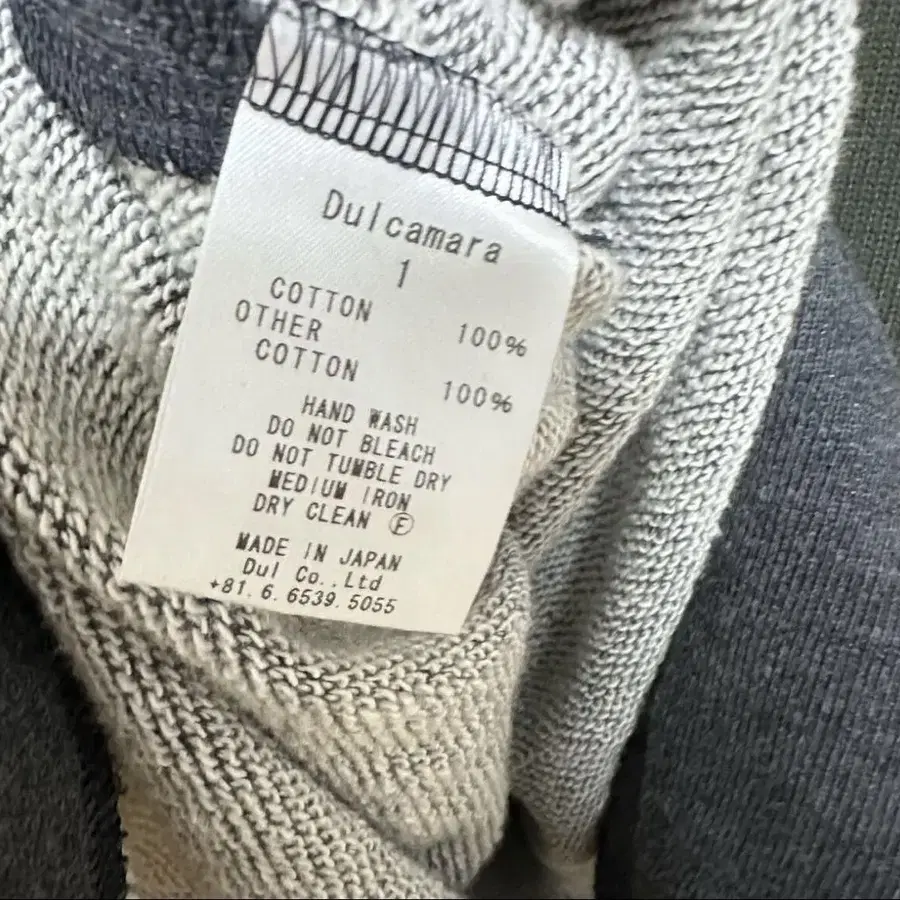 Dulcamara
1
COTTON 100%
OTHER
COTTON 100%
HAND WASH
DO NOT BLEACH
DO NOT TUMBLE DRY
MEDIUM IRON
DRY CLEAN Ⓕ
MADE IN JAPAN
Dul Co.,Ltd
+81.6.6539.5055